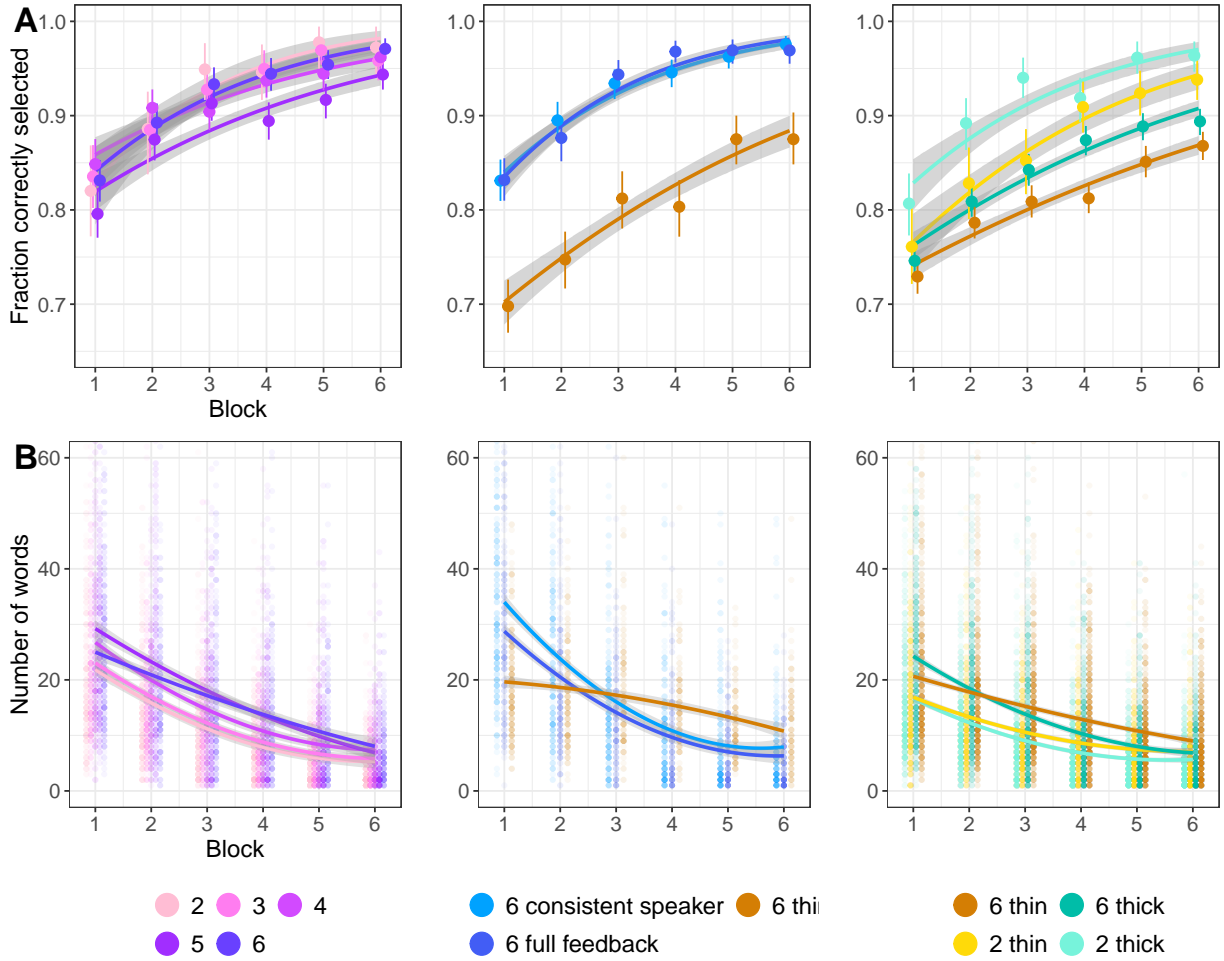 A
Fraction correctly selected
1.0
0.9
0.8
0.7
1 2 3 4 5 6
Block
1.0
0.9
0.8
0.7
1 2 3 4 5 6
1.0
0.9
0.8
0.7
1 2 3 4 5 6
B
Number of words
60
40
20
0
1 2 3 4 5 6
Block
60
40
20
0
1 2 3 4 5 6
60
40
20
0
1 2 3 4 5 6
2 3 4
5 6
6 consistent speaker 6 thi
6 full feedback
6 thin 6 thick
2 thin 2 thick